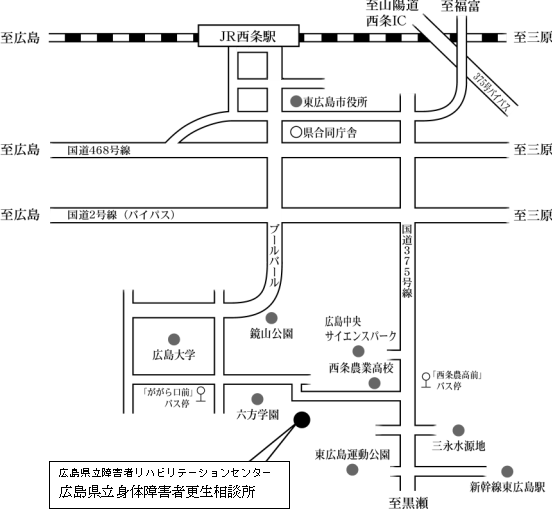 至山陽道
西条IC
至福富
至広島
JR西条駅
至三原
375号バイパス
東広島市役所
県合同庁舎
至広島
国道468号線
至三原
至広島
国道2号線（バイパス）
至三原
ブールバール
国道375号線
鏡山公園
広島中央
サイエンスパーク
広島大学
西条農業高校
「西条農高前」
バス停
「ががら口前」
バス停
六方学園
三永水源地
東広島運動公園
広島県立障害者リハビリテーションセンター
広島県立身体障害者更生相談所
新幹線東広島駅
至黒瀬